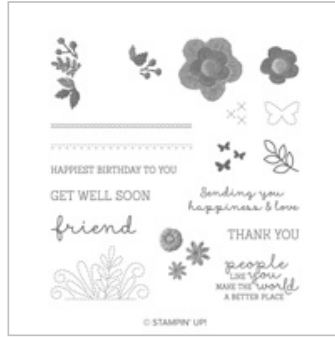 HAPPIEST BIRTHDAY TO YOU
GET WELL SOON
Sending you
happiness & love
friend
THANK YOU
people
LIKE you
MAKE THE world
A BETTER PLACE
© STAMPIN' UP!